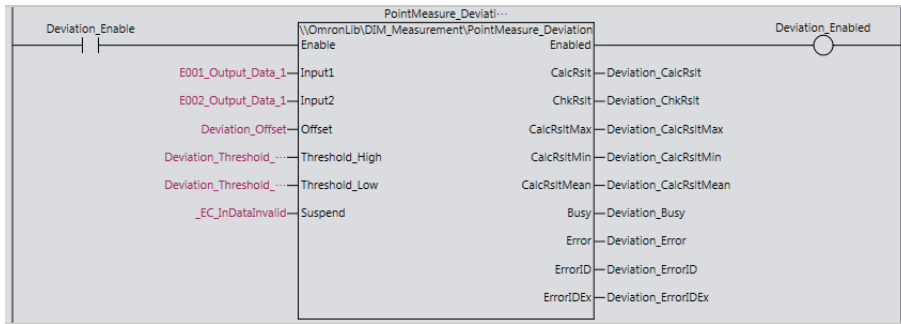 PointMeasure_Deviati···
Deviation_Enable
\\OmronLib\DIM_Measurement\PointMeasure_Deviation
Deviation_Enabled
Enable Enabled
E001_Output_Data_1 Input1 CalcRslt Deviation_CalcRslt
E002_Output_Data_1 Input2 ChkRslt Deviation_ChkRslt
Deviation_Offset Offset CalcRsltMax Deviation_CalcRsltMax
Deviation_Threshold_··· Threshold_High CalcRsltMin Deviation_CalcRsltMin
Deviation_Threshold_··· Threshold_Low CalcRsltMean Deviation_CalcRsltMean
_EC_InDataInvalid Suspend Busy Deviation_Busy
Error Deviation_Error
ErrorID Deviation_ErrorID
ErrorIDEx Deviation_ErrorIDEx